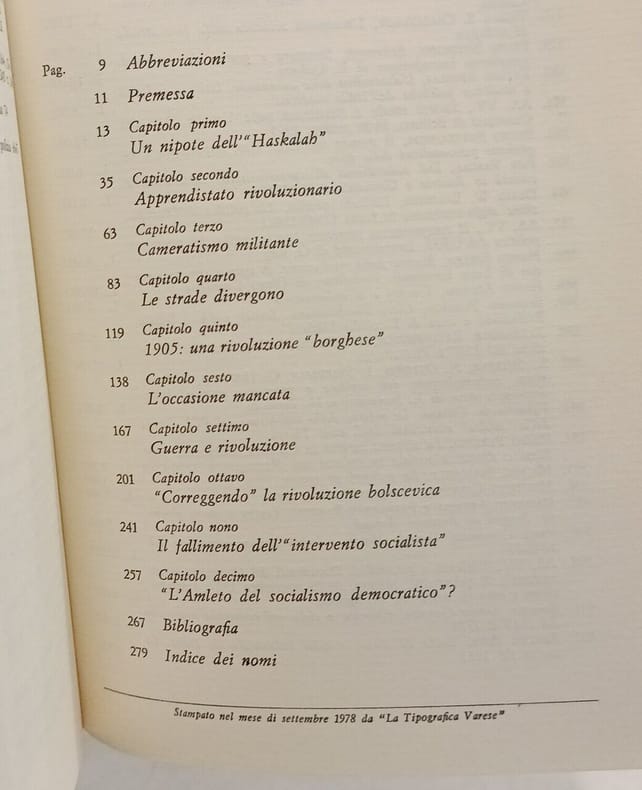 Pag. 9 Abbreviazioni
11 Premessa
13 Capitolo primo
Un nipote dell'“Haskalah”
35 Capitolo secondo
Apprendistato rivoluzionario
63 Capitolo terzo
Cameratismo militante
83 Capitolo quarto
Le strade divergono
119 Capitolo quinto
1905: una rivoluzione “borghese”
138 Capitolo sesto
L'occasione mancata
167 Capitolo settimo
Guerra e rivoluzione
201 Capitolo ottavo
“Correggendo” la rivoluzione bolscevica
241 Capitolo nono
Il fallimento dell'“intervento socialista”
257 Capitolo decimo
“L'Amleto del socialismo democratico”?
267 Bibliografia
279 Indice dei nomi
Stampato nel mese di settembre 1978 da “La Tipografica Varese”